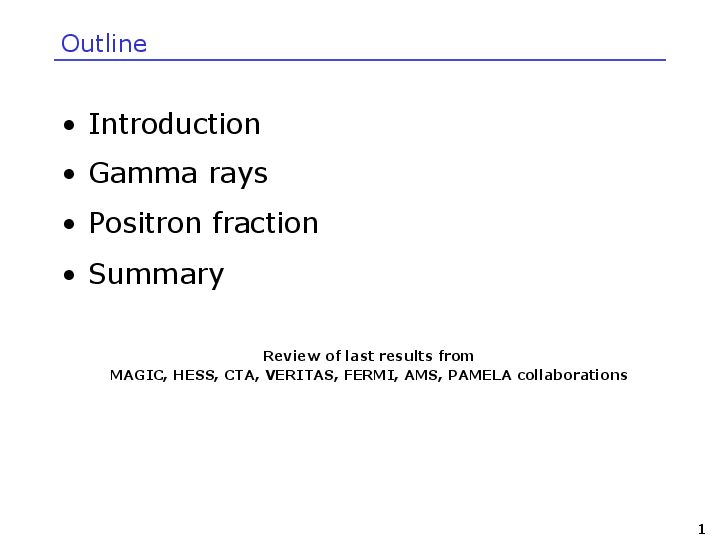 Outline
• Introduction
• Gamma rays
• Positron fraction
• Summary
Review of last results from
MAGIC, HESS, CTA, VERITAS, FERMI, AMS, PAMELA collaborations
1